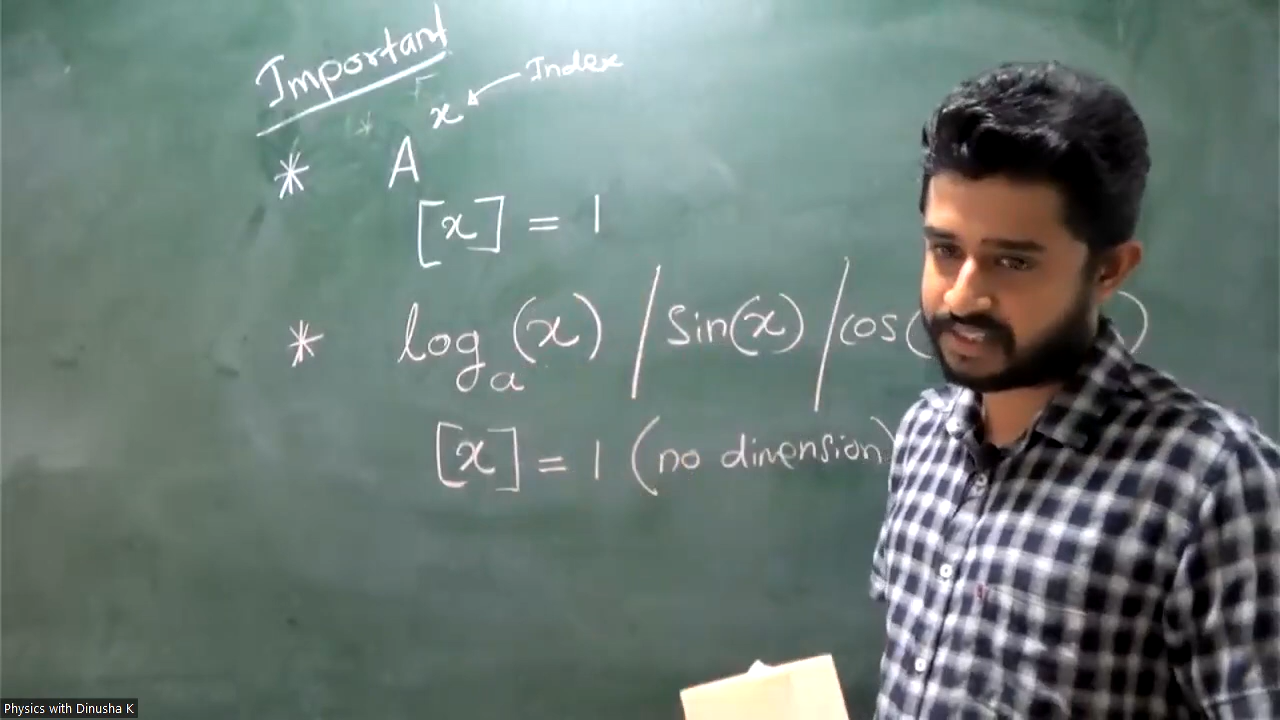 Important
Index
* A^x
[x] = 1
* log_a (x) / Sin(x) / cos( )
[x] = 1 (no dimension)
Physics with Dinusha K